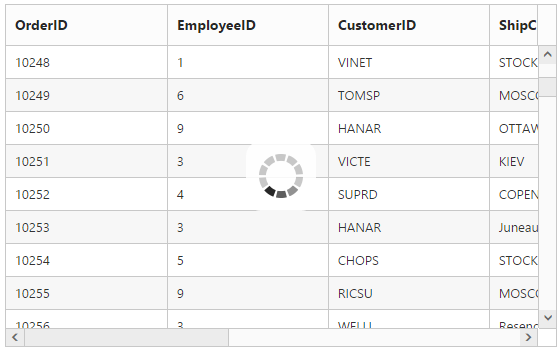 OrderID EmployeeID CustomerID ShipC
10248 1 VINET STOCK
10249 6 TOMSP MOSCO
10250 9 HANAR OTTAW
10251 3 VICTE KIEV
10252 4 SUPRD COPEN
10253 3 HANAR Juneau
10254 5 CHOPS STOCK
10255 9 RICSU MOSCO
10256 3 WELLI Resend